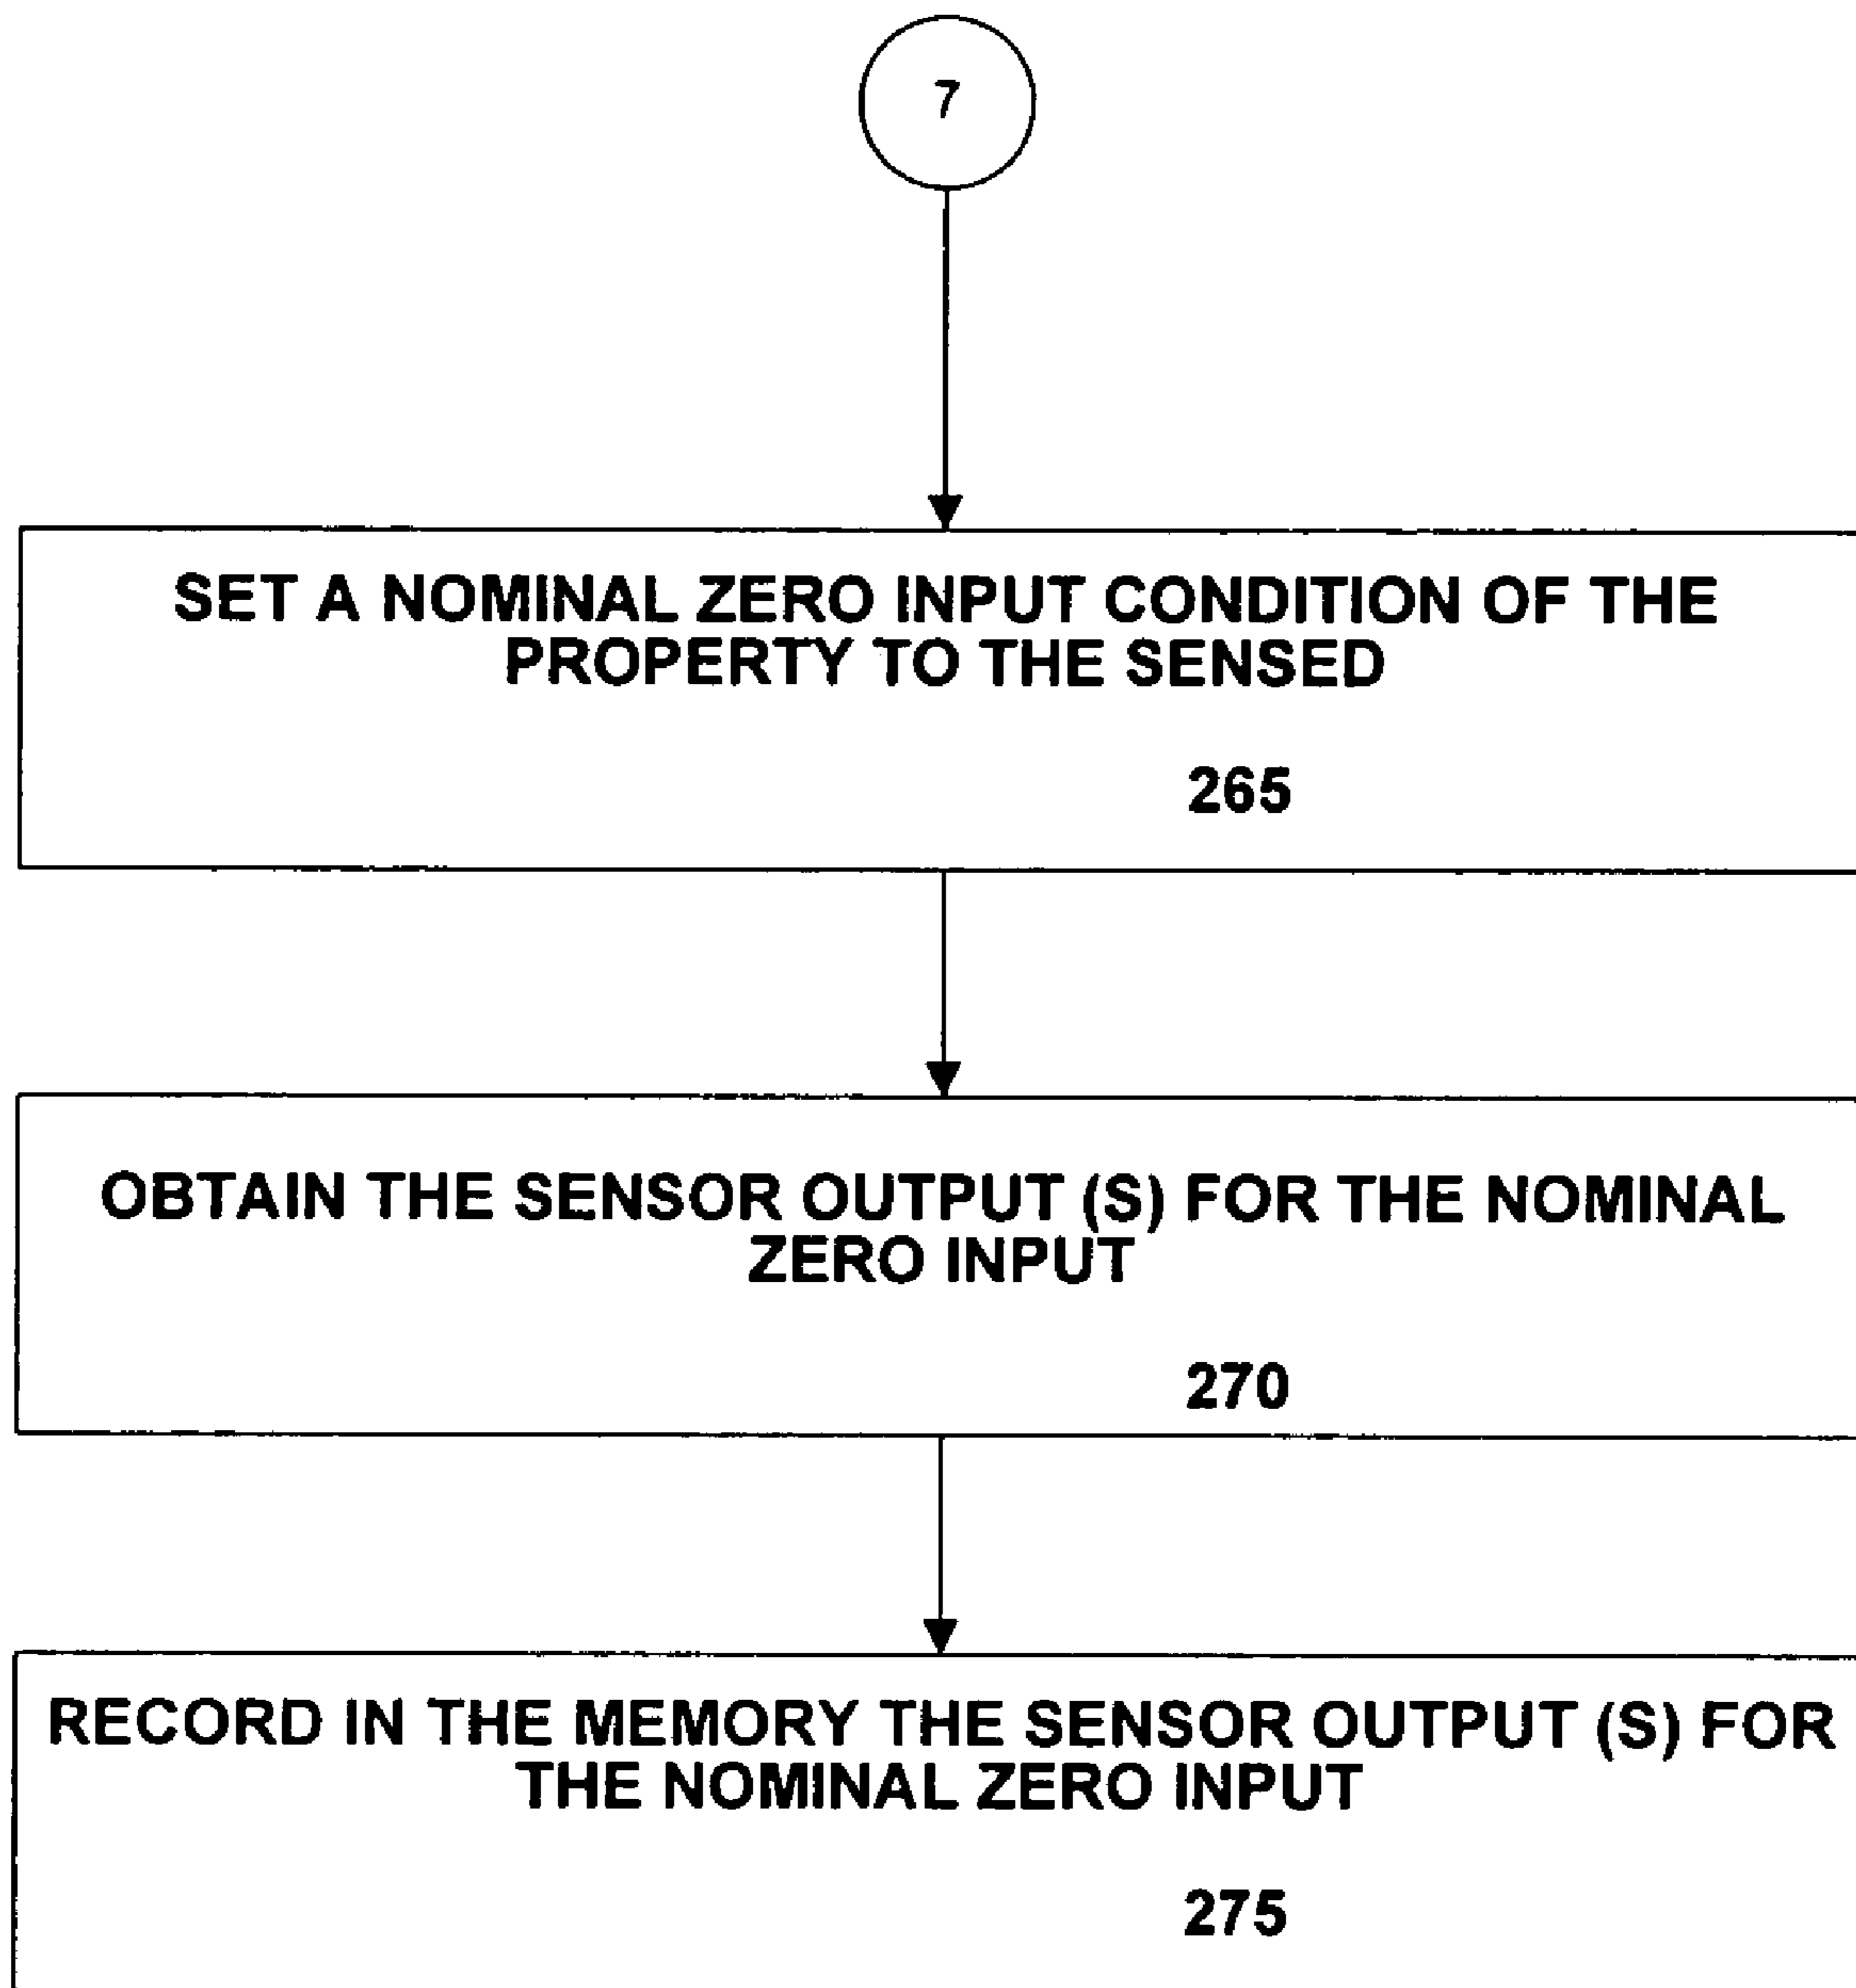 7
SET A NOMINAL ZERO INPUT CONDITION OF THE
PROPERTY TO THE SENSED
265
OBTAIN THE SENSOR OUTPUT (S) FOR THE NOMINAL
ZERO INPUT
270
RECORD IN THE MEMORY THE SENSOR OUTPUT (S) FOR
THE NOMINAL ZERO INPUT
275